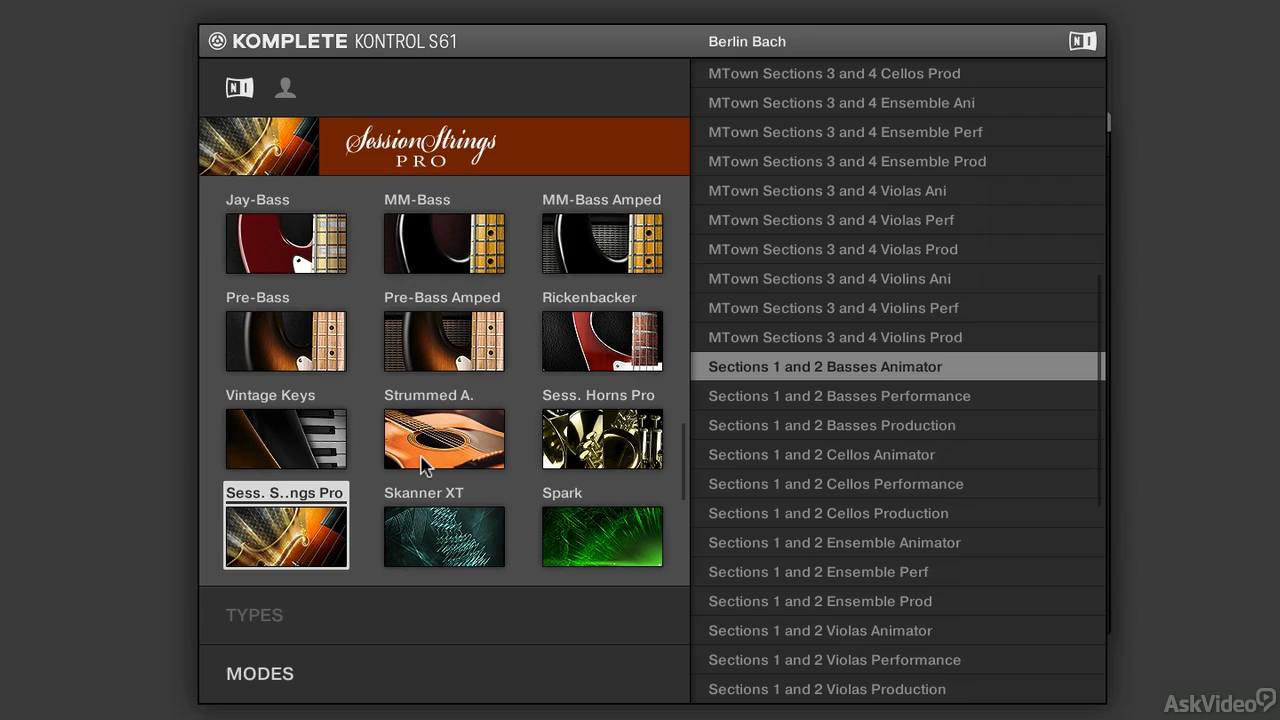 KOMPLETE KONTROL S61
Berlin Bach
NI
NI
SessionStrings
PRO
Jay-Bass
MM-Bass
MM-Bass Amped
Pre-Bass
Pre-Bass Amped
Rickenbacker
Vintage Keys
Strummed A.
Sess. Horns Pro
Sess. S..ngs Pro
Skanner XT
Spark
TYPES
MODES
MTown Sections 3 and 4 Cellos Prod
MTown Sections 3 and 4 Ensemble Ani
MTown Sections 3 and 4 Ensemble Perf
MTown Sections 3 and 4 Ensemble Prod
MTown Sections 3 and 4 Violas Ani
MTown Sections 3 and 4 Violas Perf
MTown Sections 3 and 4 Violas Prod
MTown Sections 3 and 4 Violins Ani
MTown Sections 3 and 4 Violins Perf
MTown Sections 3 and 4 Violins Prod
Sections 1 and 2 Basses Animator
Sections 1 and 2 Basses Performance
Sections 1 and 2 Basses Production
Sections 1 and 2 Cellos Animator
Sections 1 and 2 Cellos Performance
Sections 1 and 2 Cellos Production
Sections 1 and 2 Ensemble Animator
Sections 1 and 2 Ensemble Perf
Sections 1 and 2 Ensemble Prod
Sections 1 and 2 Violas Animator
Sections 1 and 2 Violas Performance
Sections 1 and 2 Violas Production
AskVideo